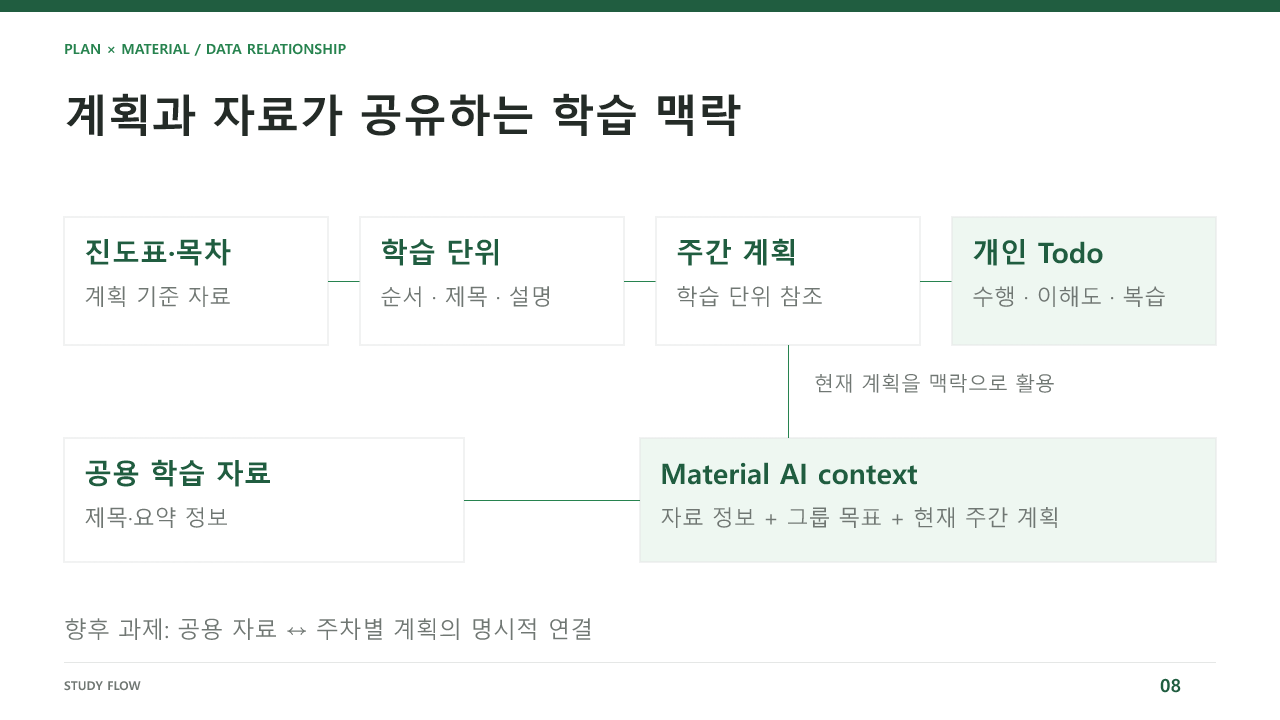 PLAN × MATERIAL / DATA RELATIONSHIP
계획과 자료가 공유하는 학습 맥락
진도표·목차
계획 기준 자료
학습 단위
순서 · 제목 · 설명
주간 계획
학습 단위 참조
개인 Todo
수행 · 이해도 · 복습
현재 계획을 맥락으로 활용
공용 학습 자료
제목·요약 정보
Material AI context
자료 정보 + 그룹 목표 + 현재 주간 계획
향후 과제: 공용 자료 ↔ 주차별 계획의 명시적 연결
STUDY FLOW
08